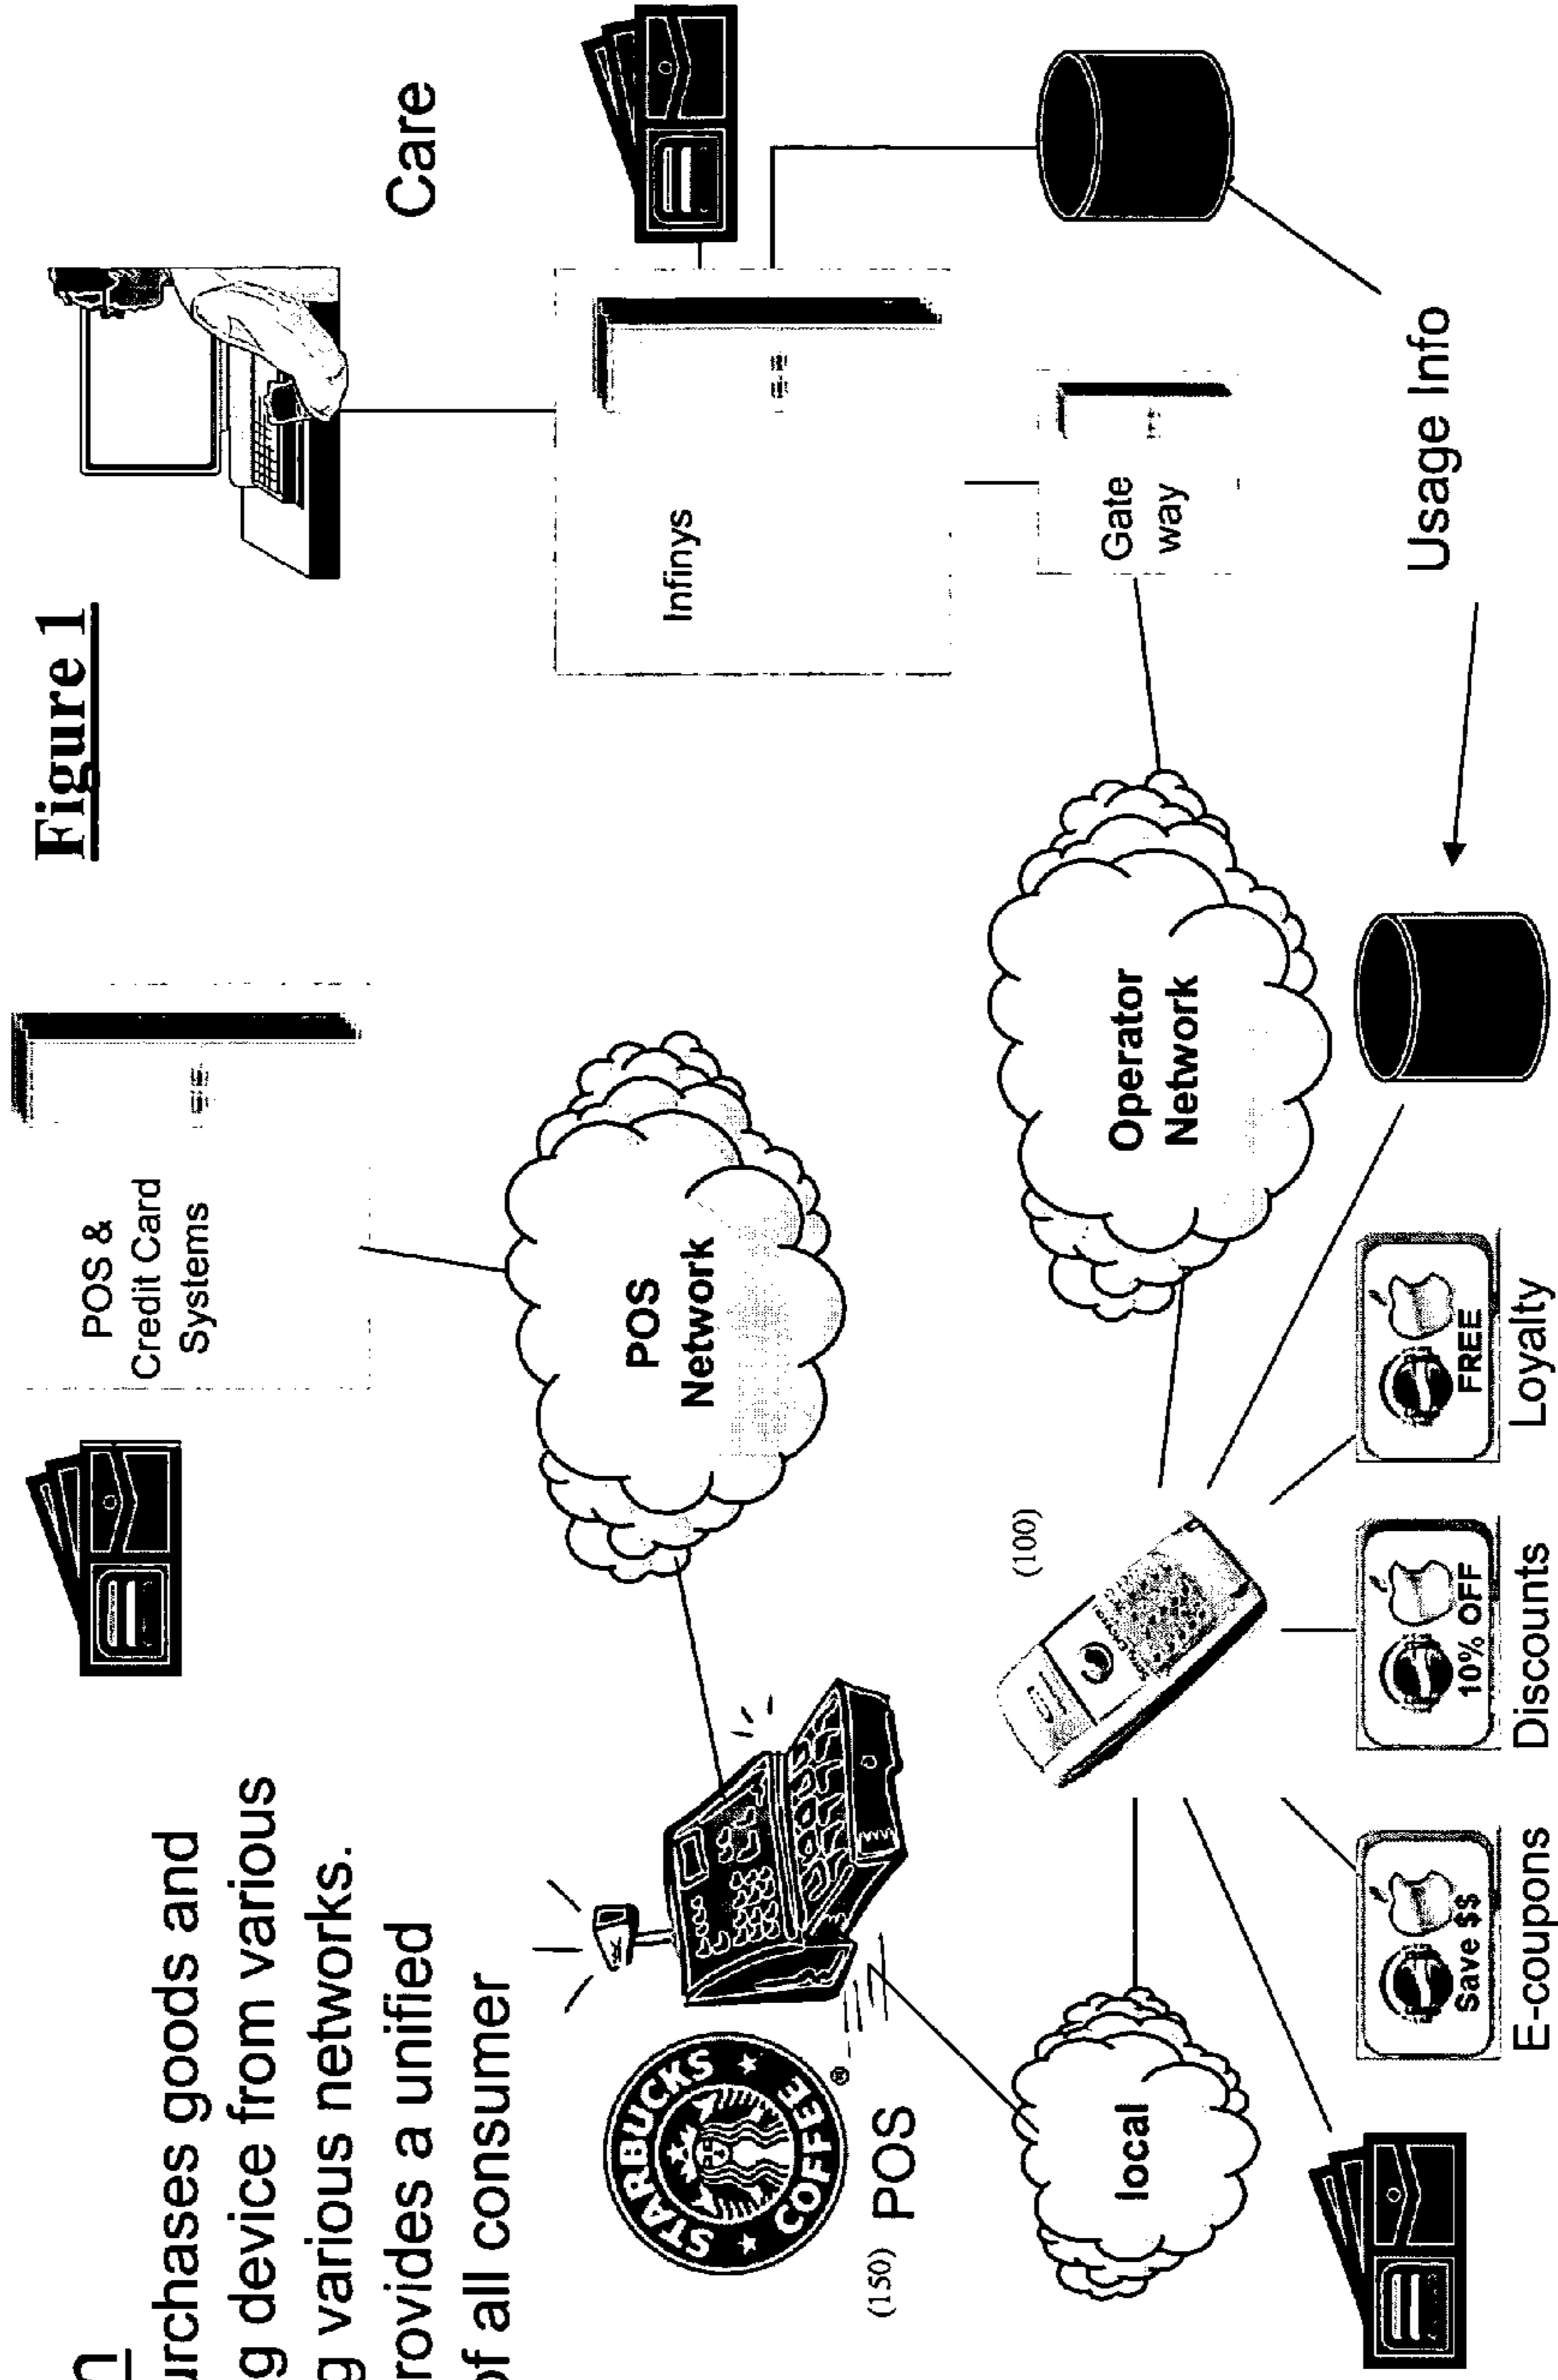 Figure 1
n
urchases goods and
g device from various
g various networks.
rovides a unified
of all consumer
POS &
Credit Card
Systems
Care
Infinys
Gate
way
POS
Network
Operator
Network
Usage Info
STARBUCKS
COFFEE
®
(150) POS
local
(100)
Save $$
E-coupons
10% OFF
Discounts
FREE
Loyalty